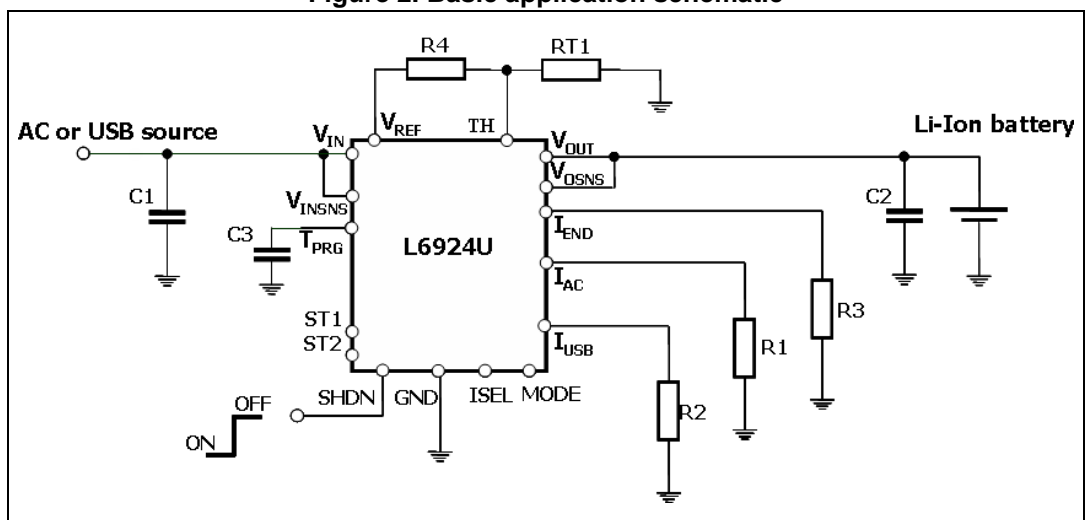 Figure 2. Basic application schematic
R4
RT1
AC or USB source
VIN
VREF
TH
VOUT
Li-Ion battery
VOSNS
C1
VINSNS
C2
IEND
C3
TPRG
L6924U
IAC
ST1
R3
ST2
IUSB
R1
SHDN
GND
ISEL
MODE
OFF
R2
ON